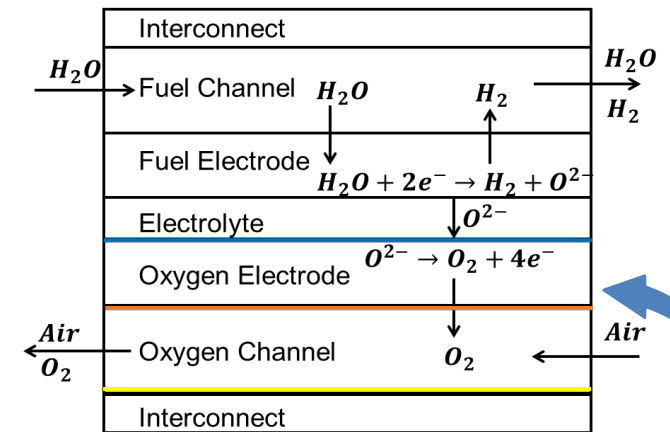 Interconnect
H₂O
Fuel Channel H₂O H₂
H₂O
H₂
Fuel Electrode
H₂O + 2e⁻ → H₂ + O²⁻
Electrolyte O²⁻
O²⁻ → O₂ + 4e⁻
Oxygen Electrode
Air
O₂
Oxygen Channel O₂
Air
Interconnect